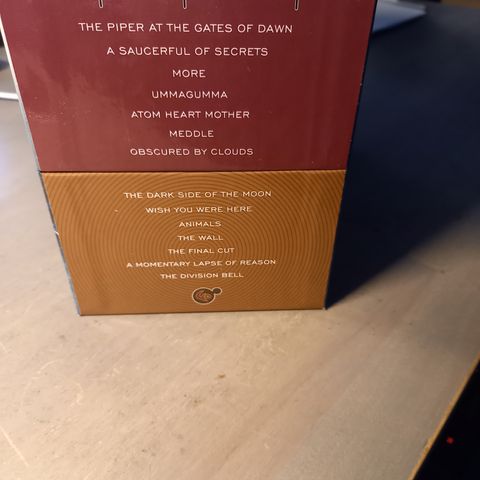 THE PIPER AT THE GATES OF DAWN
A SAUCERFUL OF SECRETS
MORE
UMMAGUMMA
ATOM HEART MOTHER
MEDDLE
OBSCURED BY CLOUDS
THE DARK SIDE OF THE MOON
WISH YOU WERE HERE
ANIMALS
THE WALL
THE FINAL CUT
A MOMENTARY LAPSE OF REASON
THE DIVISION BELL